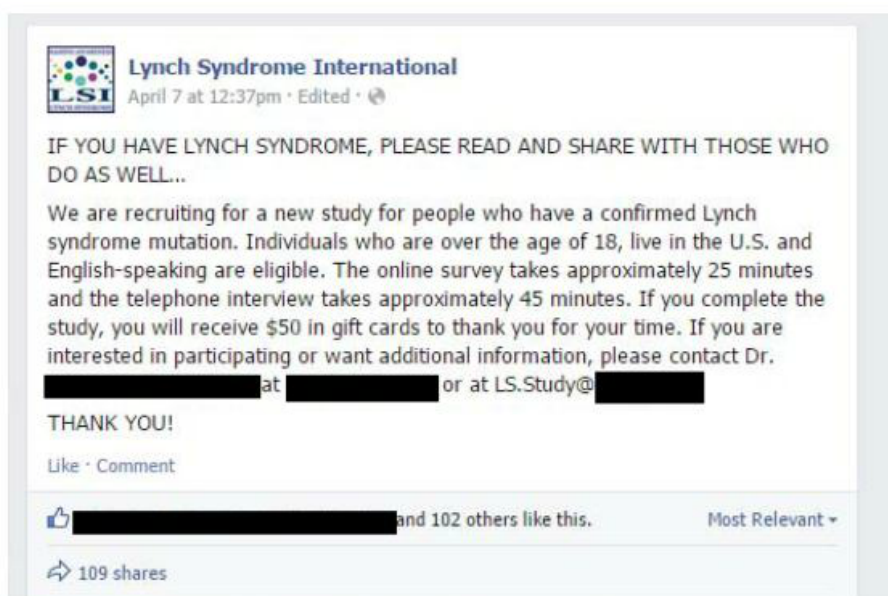 LSI
Lynch Syndrome International
April 7 at 12:37pm · Edited ·
IF YOU HAVE LYNCH SYNDROME, PLEASE READ AND SHARE WITH THOSE WHO
DO AS WELL...
We are recruiting for a new study for people who have a confirmed Lynch
syndrome mutation. Individuals who are over the age of 18, live in the U.S. and
English-speaking are eligible. The online survey takes approximately 25 minutes
and the telephone interview takes approximately 45 minutes. If you complete the
study, you will receive $50 in gift cards to thank you for your time. If you are
interested in participating or want additional information, please contact Dr.
at or at LS.Study@
THANK YOU!
Like · Comment
and 102 others like this. Most Relevant
109 shares